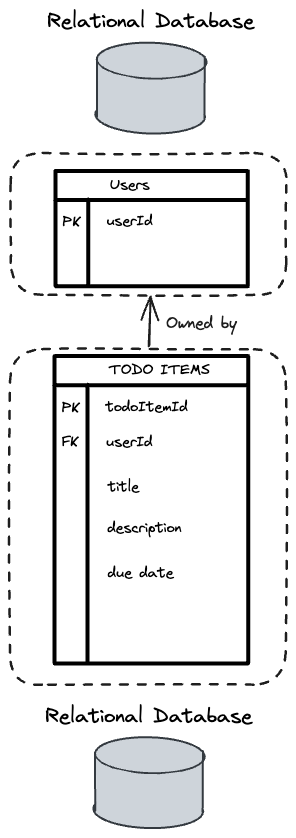 Relational Database
Users
PK userId
Owned by
TODO ITEMS
PK todoItemId
FK userId
title
description
due date
Relational Database